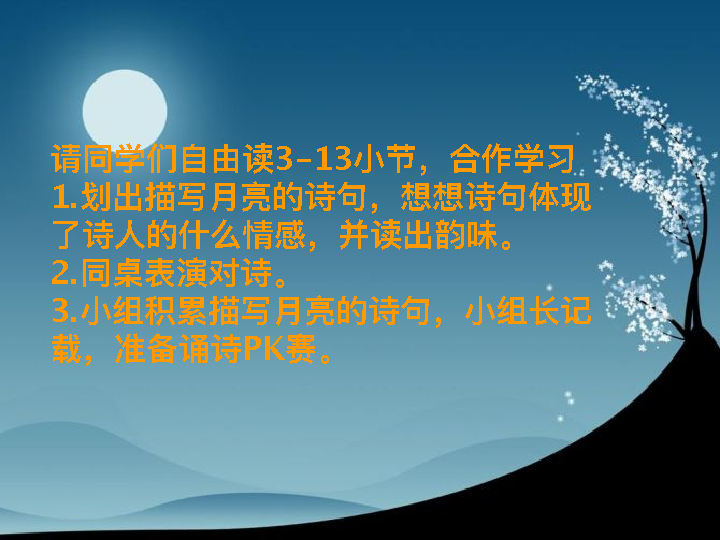 请同学们自由读3-13小节，合作学习
1.划出描写月亮的诗句，想想诗句体现
了诗人的什么情感，并读出韵味。
2.同桌表演对诗。
3.小组积累描写月亮的诗句，小组长记
载，准备诵诗PK赛。